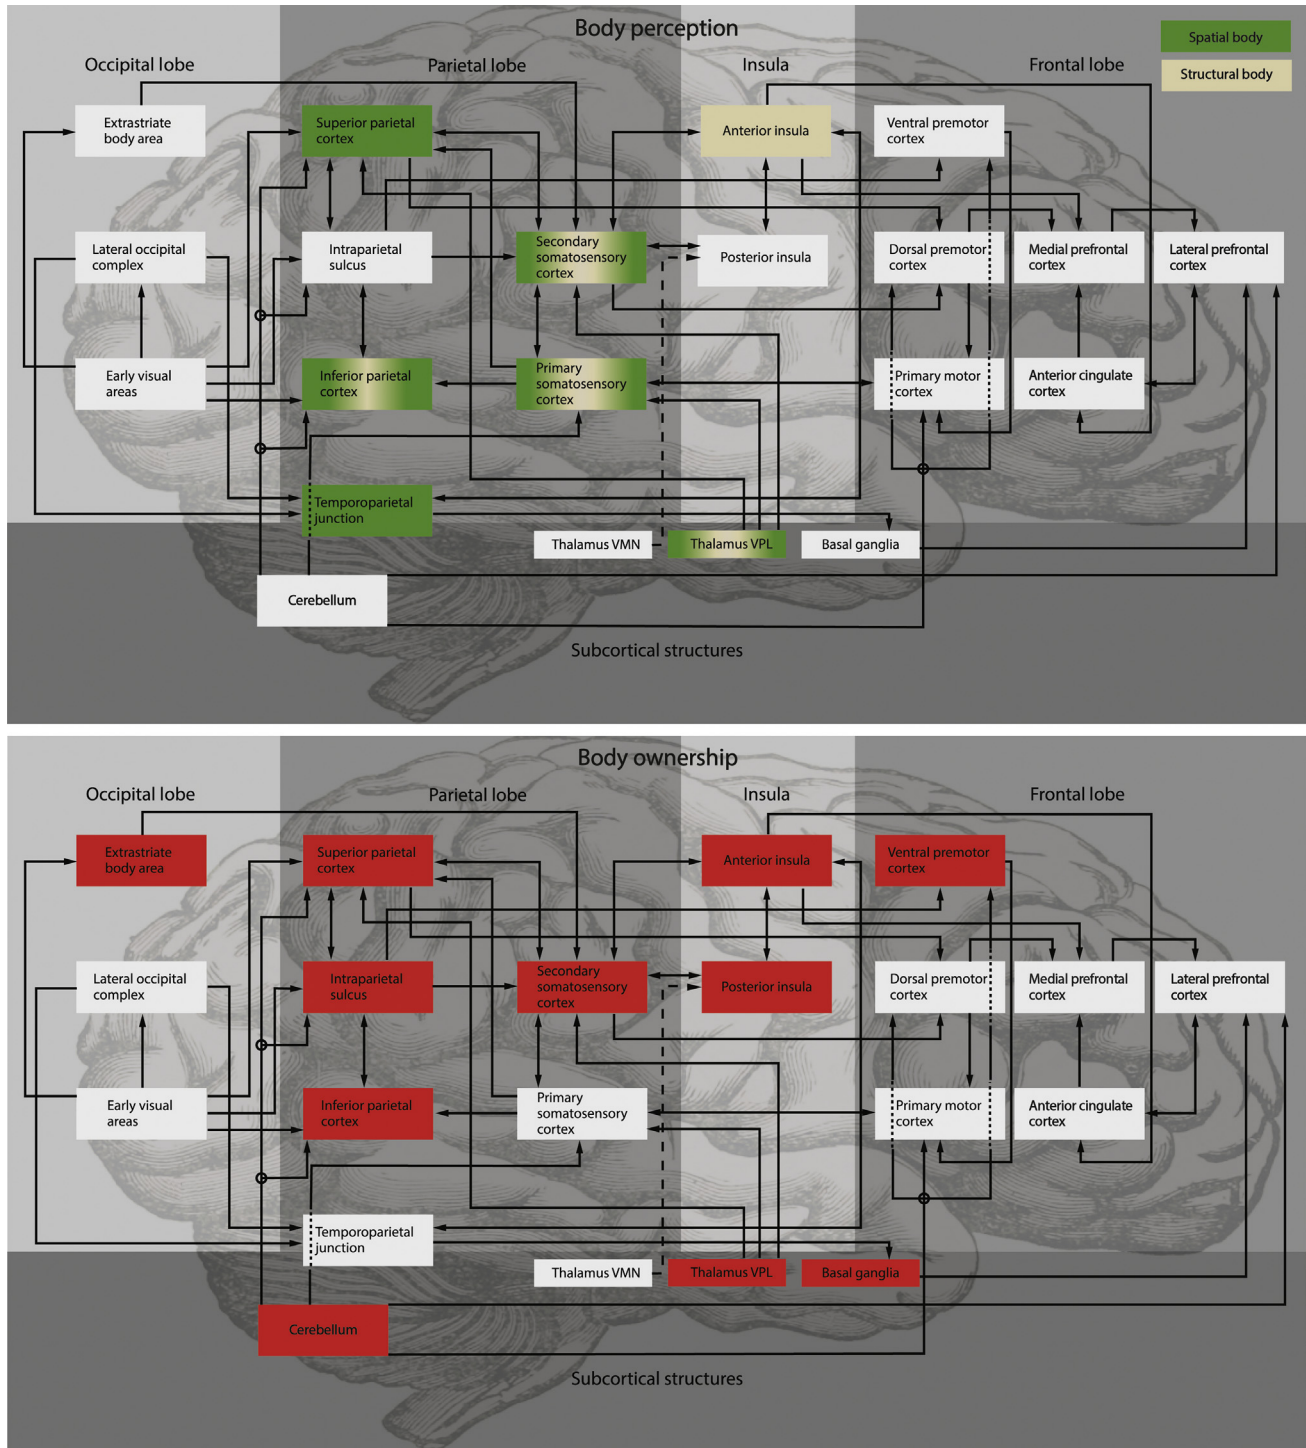 Body perception
Spatial body
Structural body
Occipital lobe
Parietal lobe
Insula
Frontal lobe
Extrastriate
body area
Superior parietal
cortex
Anterior insula
Ventral premotor
cortex
Lateral occipital
complex
Intraparietal
sulcus
Secondary
somatosensory
cortex
Posterior insula
Dorsal premotor
cortex
Medial prefrontal
cortex
Lateral prefrontal
cortex
Early visual
areas
Inferior parietal
cortex
Primary
somatosensory
cortex
Primary motor
cortex
Anterior cingulate
cortex
Temporoparietal
junction
Thalamus VMN
Thalamus VPL
Basal ganglia
Cerebellum
Subcortical structures
Body ownership
Occipital lobe
Parietal lobe
Insula
Frontal lobe
Extrastriate
body area
Superior parietal
cortex
Anterior insula
Ventral premotor
cortex
Lateral occipital
complex
Intraparietal
sulcus
Secondary
somatosensory
cortex
Posterior insula
Dorsal premotor
cortex
Medial prefrontal
cortex
Lateral prefrontal
cortex
Early visual
areas
Inferior parietal
cortex
Primary
somatosensory
cortex
Primary motor
cortex
Anterior cingulate
cortex
Temporoparietal
junction
Thalamus VMN
Thalamus VPL
Basal ganglia
Cerebellum
Subcortical structures